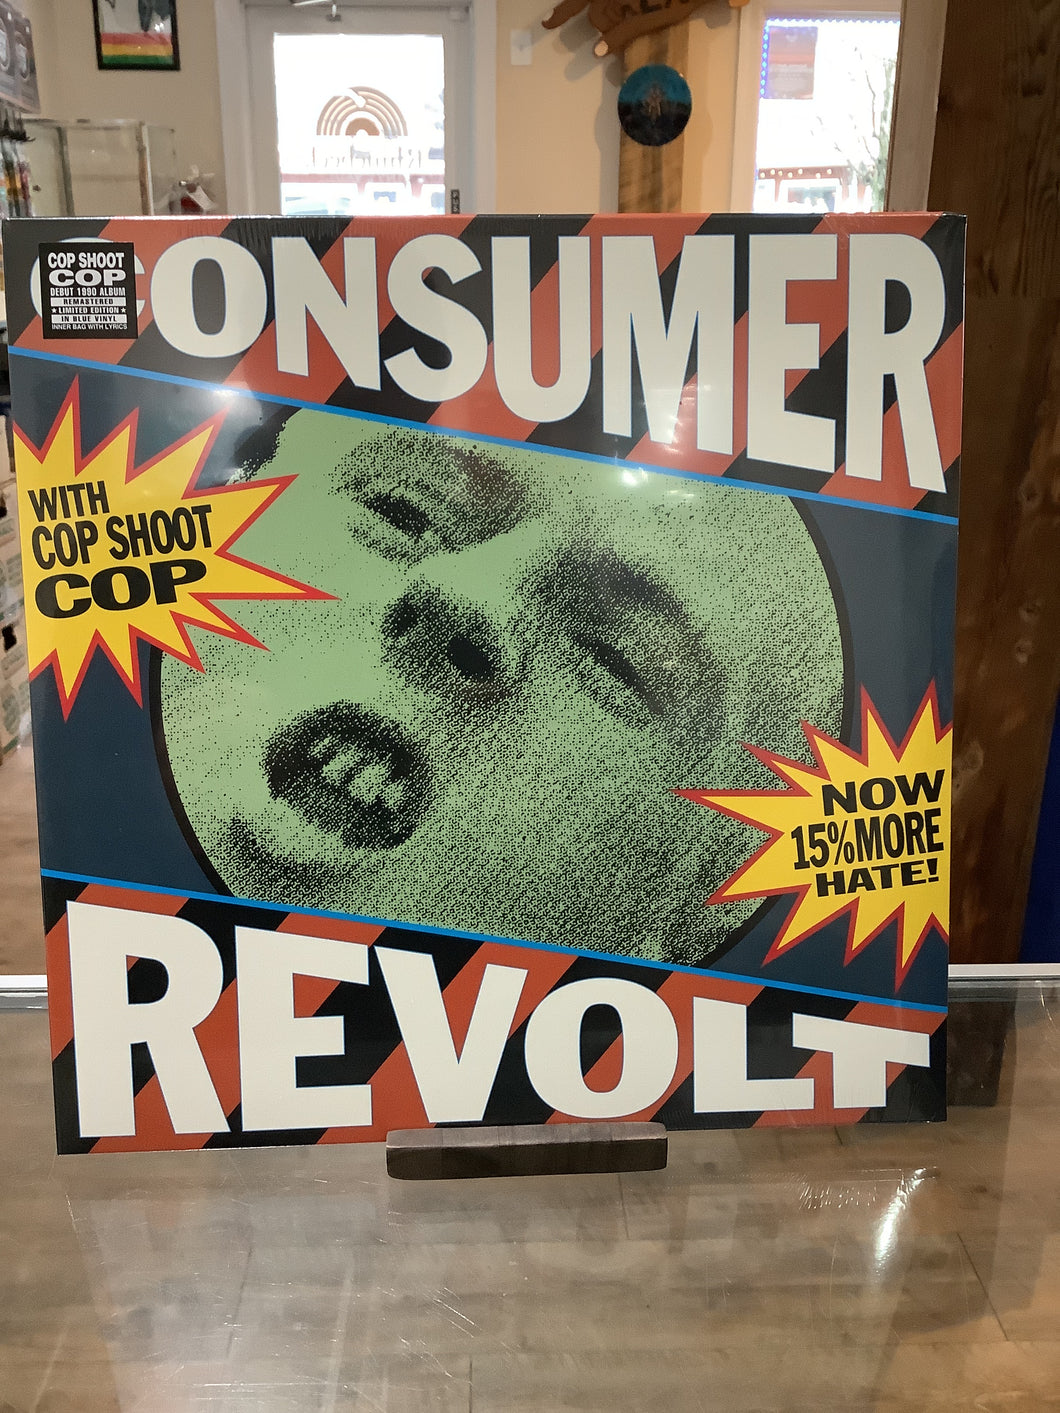 CONSUMER
COP SHOOT
COP
DEBUT 1990 ALBUM
REMASTERED
★ LIMITED EDITION ★
IN BLUE VINYL
INNER BAG WITH LYRICS
WITH
COP SHOOT
COP
NOW
15% MORE
HATE!
REVOLT